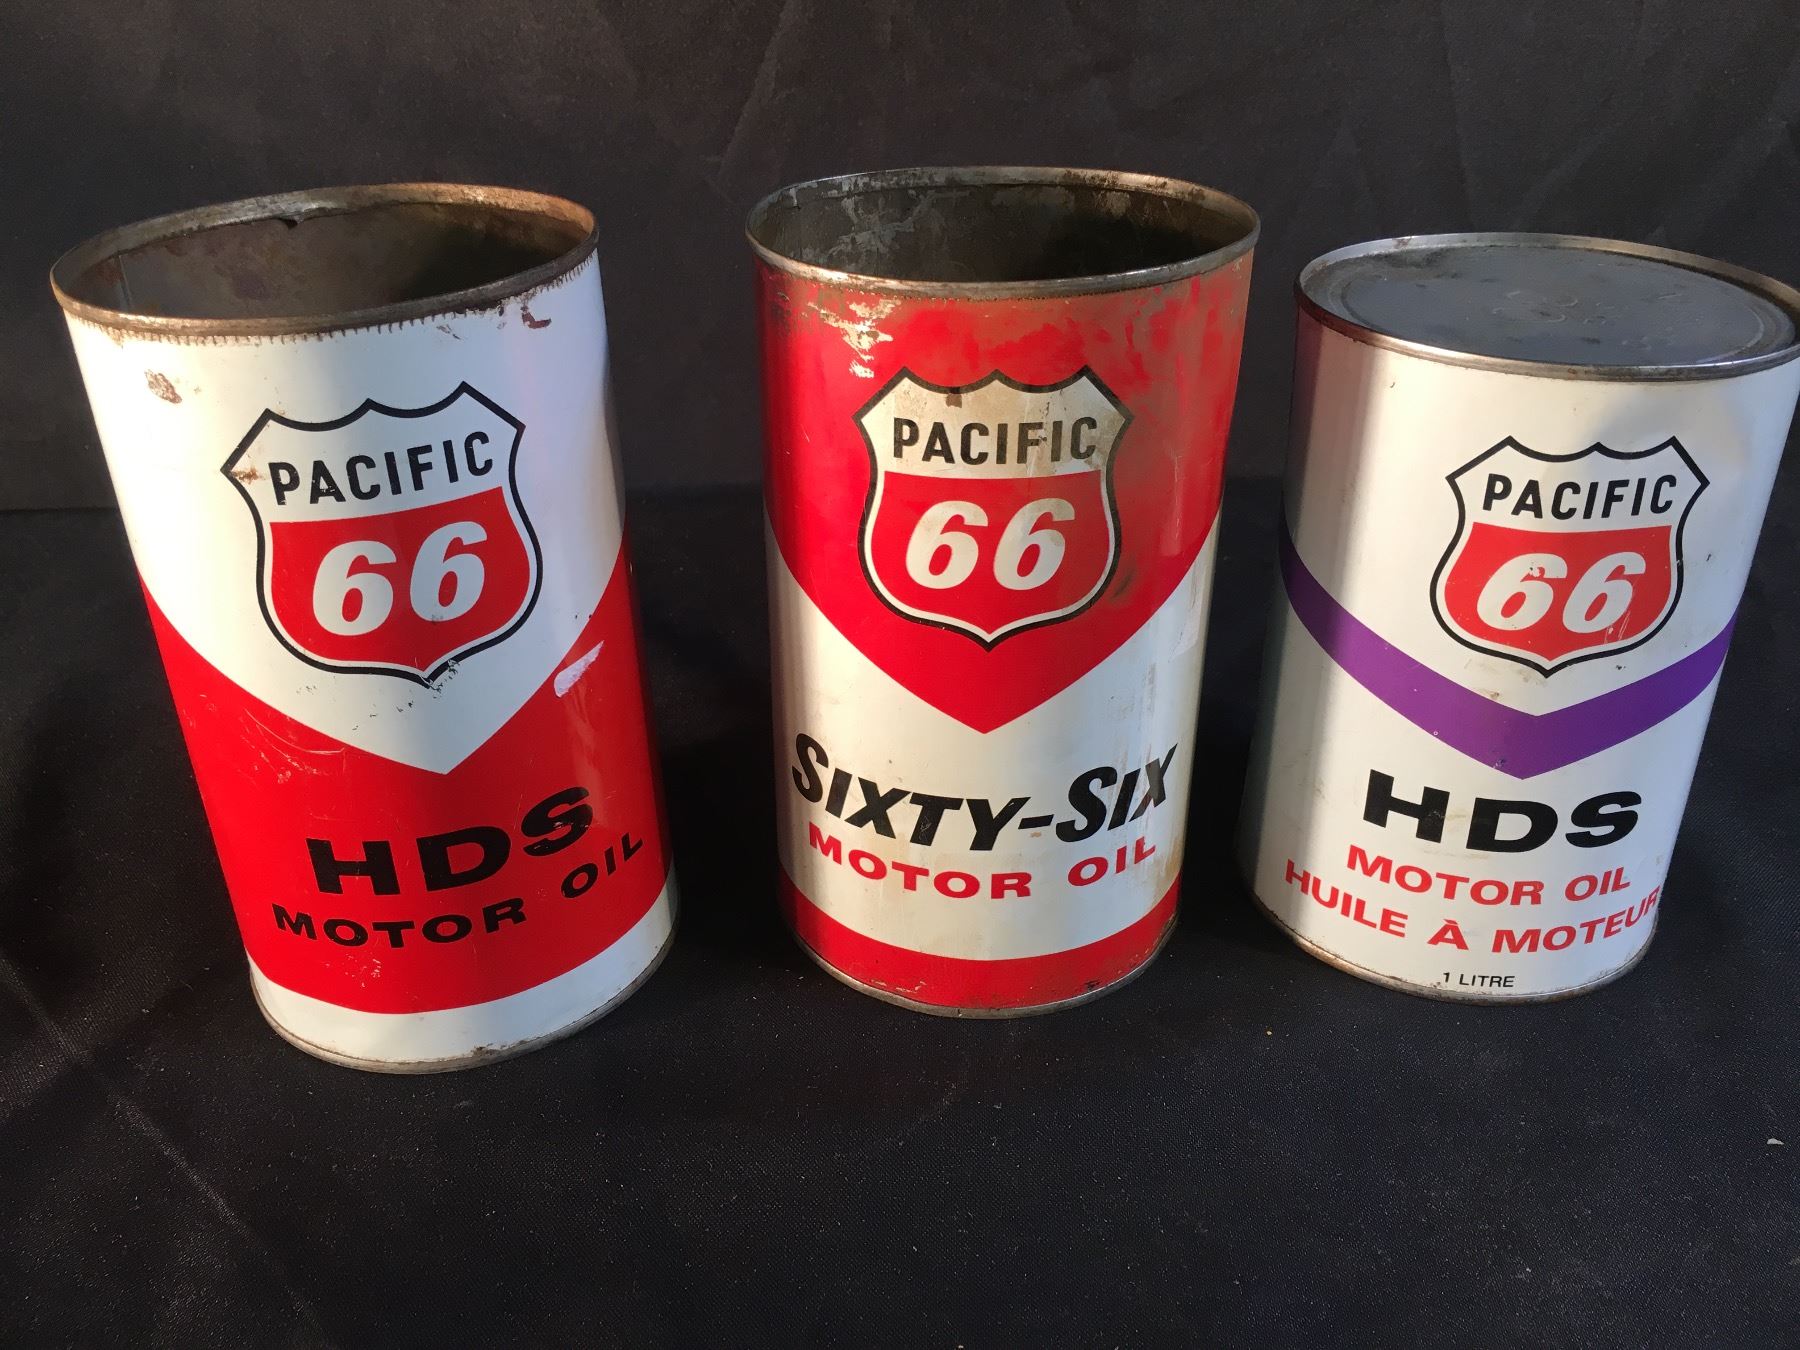 PACIFIC
66
HDS
MOTOR OIL
PACIFIC
66
SIXTY-SIX
MOTOR OIL
PACIFIC
66
HDS
MOTOR OIL
HUILE À MOTEUR
1 LITRE